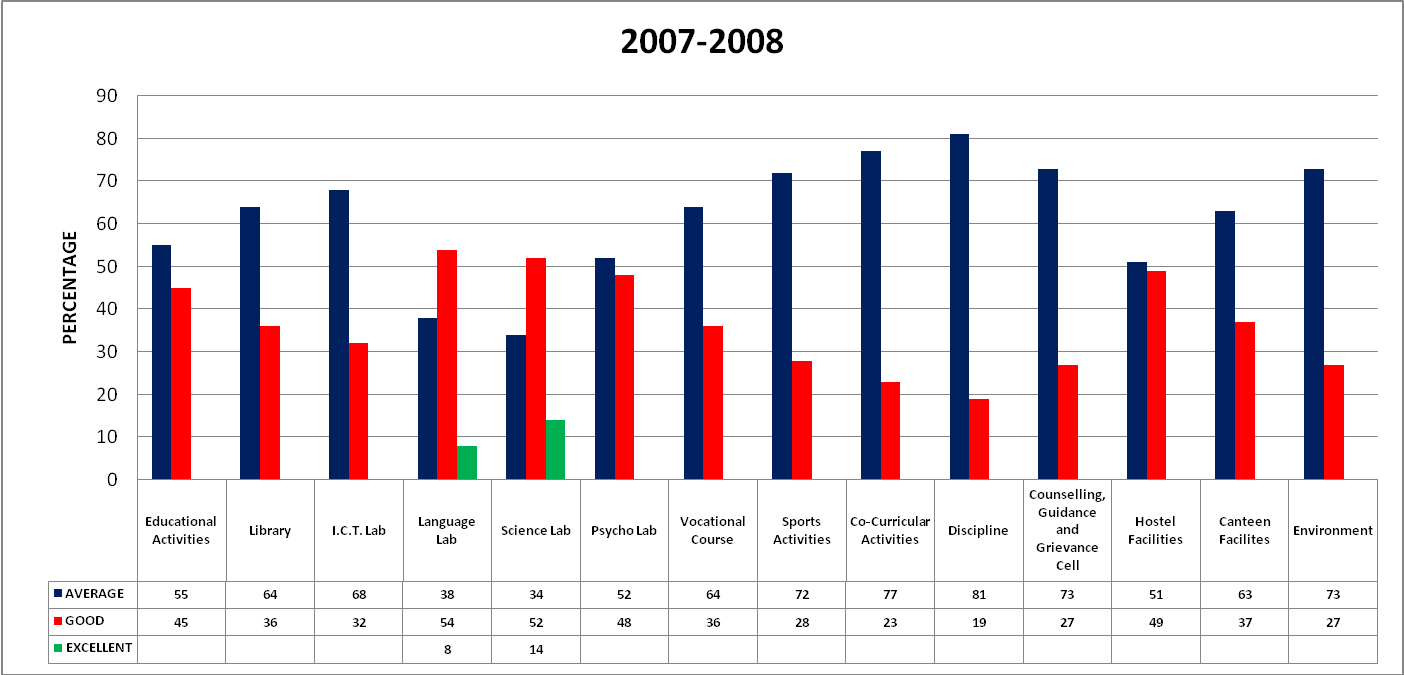 2007-2008
PERCENTAGE
90
80
70
60
50
40
30
20
10
0
Educational
Activities
Library
I.C.T. Lab
Language
Lab
Science Lab
Psycho Lab
Vocational
Course
Sports
Activities
Co-Curricular
Activities
Discipline
Counselling,
Guidance
and
Grievance
Cell
Hostel
Facilities
Canteen
Facilites
Environment
AVERAGE 55 64 68 38 34 52 64 72 77 81 73 51 63 73
GOOD 45 36 32 54 52 48 36 28 23 19 27 49 37 27
EXCELLENT 8 14